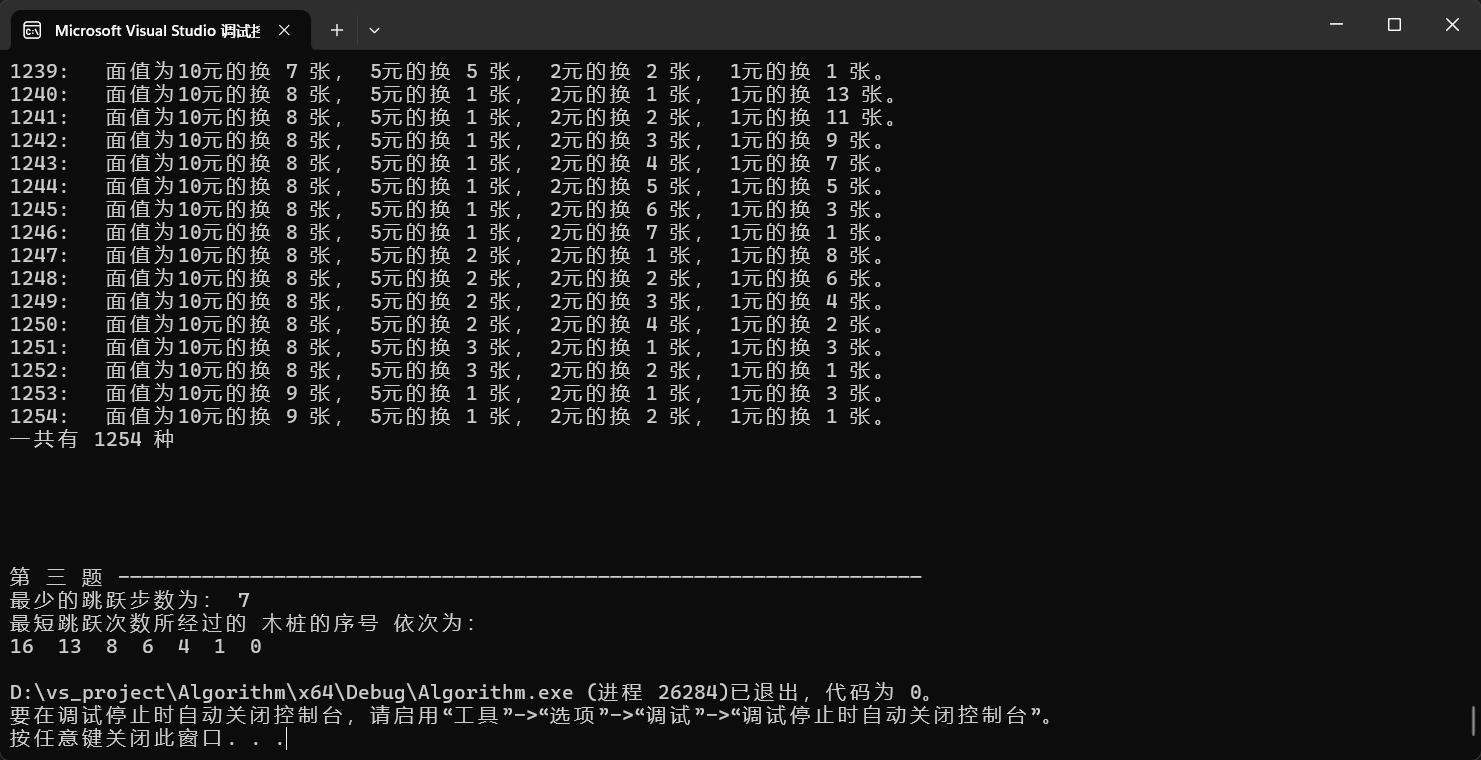 Microsoft Visual Studio 调试控
1239:   面值为10元的换 7 张， 5元的换 5 张， 2元的换 2 张， 1元的换 1 张。
1240:   面值为10元的换 8 张， 5元的换 1 张， 2元的换 1 张， 1元的换 13 张。
1241:   面值为10元的换 8 张， 5元的换 1 张， 2元的换 2 张， 1元的换 11 张。
1242:   面值为10元的换 8 张， 5元的换 1 张， 2元的换 3 张， 1元的换 9 张。
1243:   面值为10元的换 8 张， 5元的换 1 张， 2元的换 4 张， 1元的换 7 张。
1244:   面值为10元的换 8 张， 5元的换 1 张， 2元的换 5 张， 1元的换 5 张。
1245:   面值为10元的换 8 张， 5元的换 1 张， 2元的换 6 张， 1元的换 3 张。
1246:   面值为10元的换 8 张， 5元的换 1 张， 2元的换 7 张， 1元的换 1 张。
1247:   面值为10元的换 8 张， 5元的换 2 张， 2元的换 1 张， 1元的换 8 张。
1248:   面值为10元的换 8 张， 5元的换 2 张， 2元的换 2 张， 1元的换 6 张。
1249:   面值为10元的换 8 张， 5元的换 2 张， 2元的换 3 张， 1元的换 4 张。
1250:   面值为10元的换 8 张， 5元的换 2 张， 2元的换 4 张， 1元的换 2 张。
1251:   面值为10元的换 8 张， 5元的换 3 张， 2元的换 1 张， 1元的换 3 张。
1252:   面值为10元的换 8 张， 5元的换 3 张， 2元的换 2 张， 1元的换 1 张。
1253:   面值为10元的换 9 张， 5元的换 1 张， 2元的换 1 张， 1元的换 3 张。
1254:   面值为10元的换 9 张， 5元的换 1 张， 2元的换 2 张， 1元的换 1 张。
一共有 1254 种
第 三 题 -------------------------------------------------------------------
最少的跳跃步数为： 7
最短跳跃次数所经过的 木桩的序号 依次为：
16  13  8  6  4  1  0
D:\vs_project\Algorithm\x64\Debug\Algorithm.exe (进程 26284)已退出，代码为 0。
要在调试停止时自动关闭控制台，请启用“工具”->“选项”->“调试”->“调试停止时自动关闭控制台”。
按任意键关闭此窗口. . .